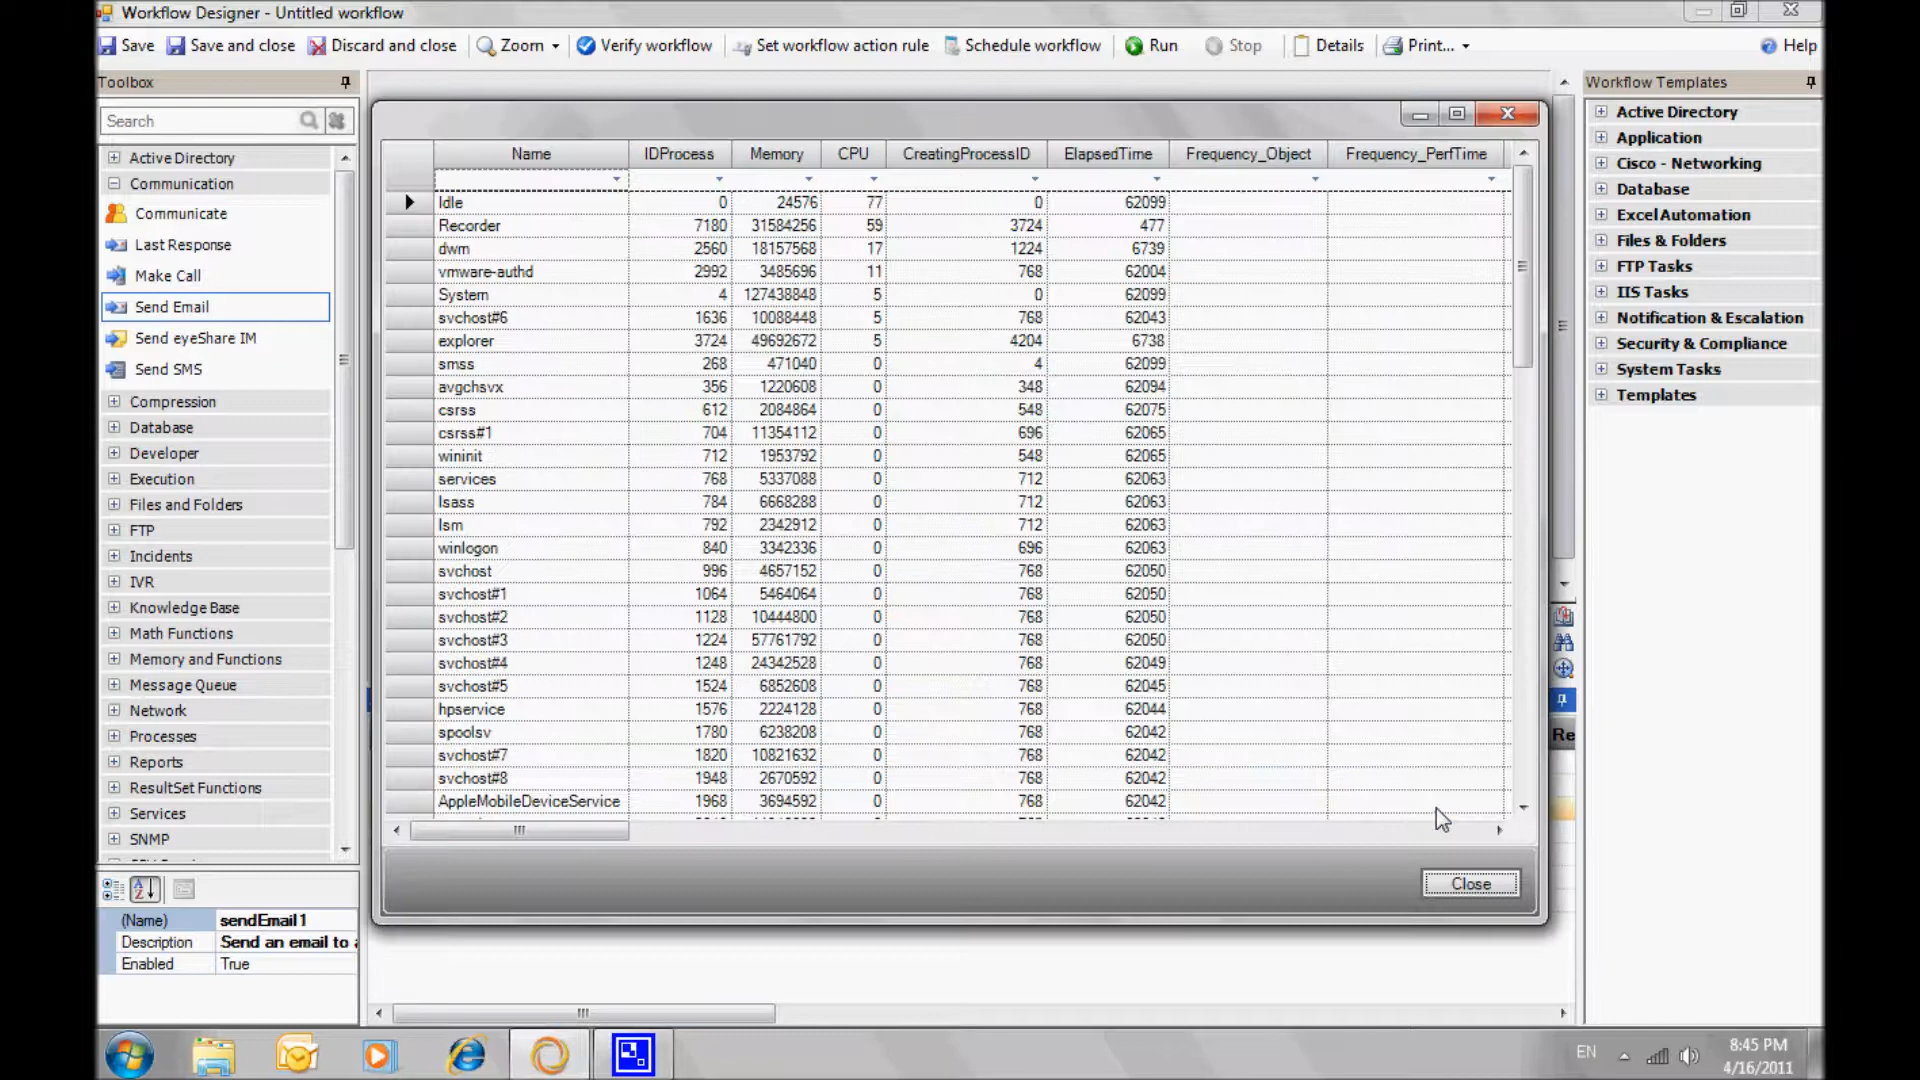 Workflow Designer - Untitled workflow
Save Save and close Discard and close Zoom Verify workflow Set workflow action rule Schedule workflow Run Stop Details Print... Help
Toolbox
Search
Active Directory
Communication
Communicate
Last Response
Make Call
Send Email
Send eyeShare IM
Send SMS
Compression
Database
Developer
Execution
Files and Folders
FTP
Incidents
IVR
Knowledge Base
Math Functions
Memory and Functions
Message Queue
Network
Processes
Reports
ResultSet Functions
Services
SNMP
(Name) sendEmail1
Description Send an email to a
Enabled True
Name IDProcess Memory CPU CreatingProcessID ElapsedTime Frequency_Object Frequency_PerfTime
Idle 0 24576 77 0 62099
Recorder 7180 31584256 59 3724 477
dwm 2560 18157568 17 1224 6739
vmware-authd 2992 3485696 11 768 62004
System 4 127438848 5 0 62099
svchost#6 1636 10088448 5 768 62043
explorer 3724 49692672 5 4204 6738
smss 268 471040 0 4 62099
avgchsvx 356 1220608 0 348 62094
csrss 612 2084864 0 548 62075
csrss#1 704 11354112 0 696 62065
wininit 712 1953792 0 548 62065
services 768 5337088 0 712 62063
lsass 784 6668288 0 712 62063
lsm 792 2342912 0 712 62063
winlogon 840 3342336 0 696 62063
svchost 996 4657152 0 768 62050
svchost#1 1064 5464064 0 768 62050
svchost#2 1128 10444800 0 768 62050
svchost#3 1224 57761792 0 768 62050
svchost#4 1248 24342528 0 768 62049
svchost#5 1524 6852608 0 768 62045
hpservice 1576 2224128 0 768 62044
spoolsv 1780 6238208 0 768 62042
svchost#7 1820 10821632 0 768 62042
svchost#8 1948 2670592 0 768 62042
AppleMobileDeviceService 1968 3694592 0 768 62042
Close
Re
Workflow Templates
Active Directory
Application
Cisco - Networking
Database
Excel Automation
Files & Folders
FTP Tasks
IIS Tasks
Notification & Escalation
Security & Compliance
System Tasks
Templates
EN
8:45 PM
4/16/2011